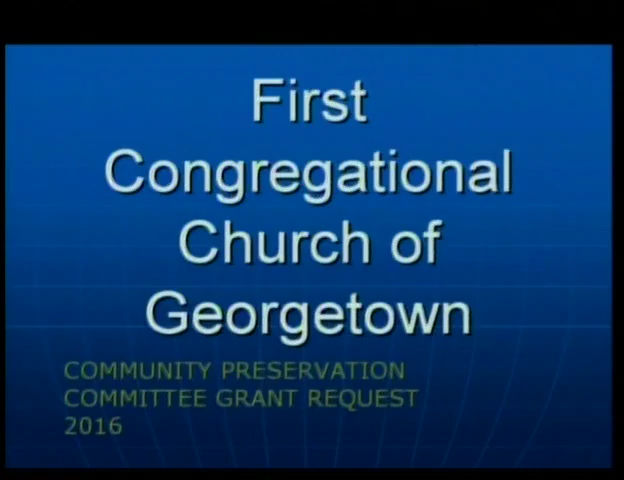 First
Congregational
Church of
Georgetown
COMMUNITY PRESERVATION
COMMITTEE GRANT REQUEST
2016